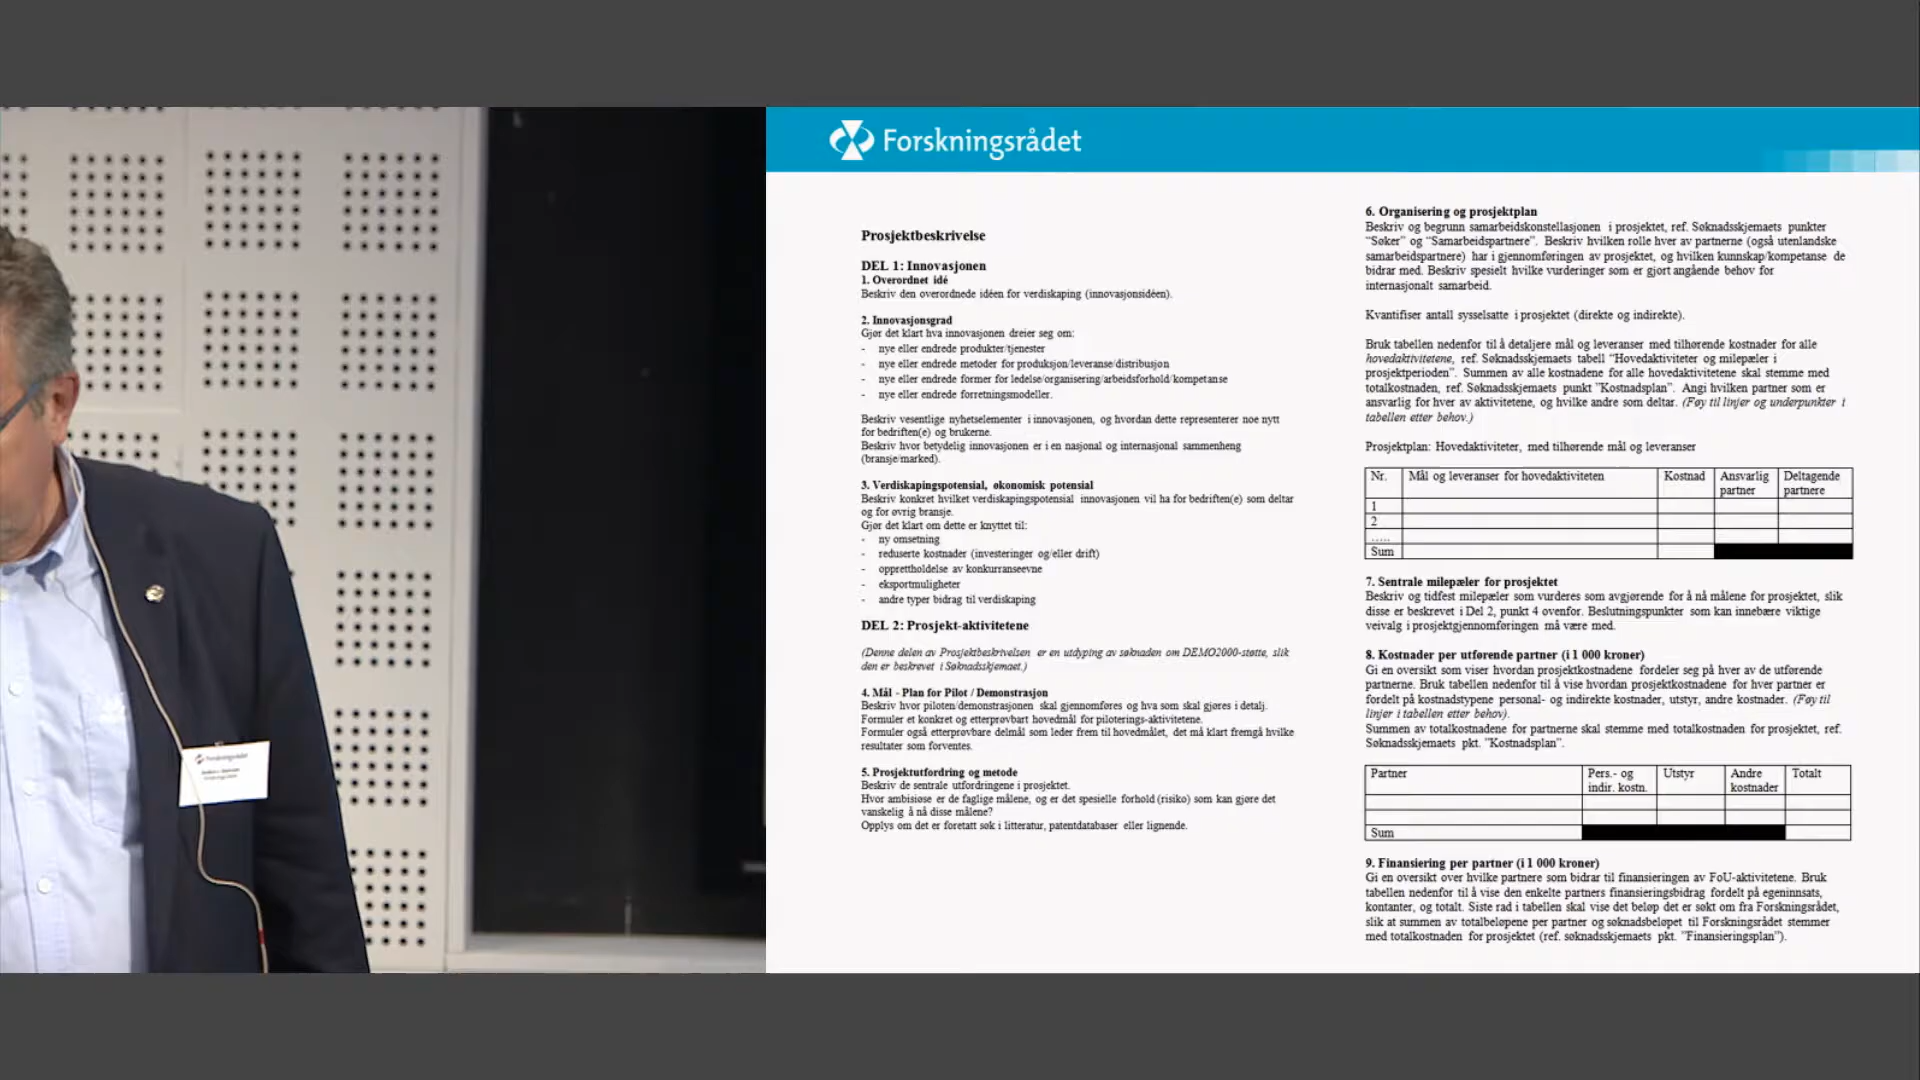 Forskningsrådet
Prosjektbeskrivelse
DEL 1: Innovasjonen
1. Overordnet idé
Beskriv den overordnede idéen for verdiskaping (innovasjonsidéen).
2. Innovasjonsgrad
Gjør det klart hva innovasjonen dreier seg om:
- nye eller endrede produkter/tjenester
- nye eller endrede metoder for produksjon/leveranse/distribusjon
- nye eller endrede former for ledelse/organisering/arbeidsforhold/kompetanse
- nye eller endrede forretningsmodeller.
Beskriv vesentlige nyhetselementer i innovasjonen, og hvordan dette representerer noe nytt
for bedriften(e) og brukerne.
Beskriv hvor betydelig innovasjonen er i en nasjonal og internasjonal sammenheng
(bransje/marked).
3. Verdiskapingspotensial, økonomisk potensial
Beskriv konkret hvilket verdiskapingspotensial innovasjonen vil ha for bedriften(e) som deltar
og for øvrig bransje.
Gjør det klart om dette er knyttet til:
- ny omsetning
- reduserte kostnader (investeringer og/eller drift)
- opprettholdelse av konkurranseevne
- eksportmuligheter
- andre typer bidrag til verdiskaping
DEL 2: Prosjekt-aktivitetene
(Denne delen av Prosjektbeskrivelsen er en utdyping av søknaden om DEMO2000-støtte, slik
den er beskrevet i Søknadsskjemaet.)
4. Mål - Plan for Pilot / Demonstrasjon
Beskriv hvor piloten/demonstrasjonen skal gjennomføres og hva som skal gjøres i detalj.
Formuler et konkret og etterprøvbart hovedmål for piloterings-aktivitetene.
Formuler også etterprøvbare delmål som leder frem til hovedmålet, det må klart fremgå hvilke
resultater som forventes.
5. Prosjektutfordring og metode
Beskriv de sentrale utfordringene i prosjektet.
Hvor ambisiøse er de faglige målene, og er det spesielle forhold (risiko) som kan gjøre det
vanskelig å nå disse målene?
Opplys om det er foretatt søk i litteratur, patentdatabaser eller lignende.
6. Organisering og prosjektplan
Beskriv og begrunn samarbeidskonstellasjonen i prosjektet, ref. Søknadsskjemaets punkter
"Søker" og "Samarbeidspartnere". Beskriv hvilken rolle hver av partnerne (også utenlandske
samarbeidspartnere) har i gjennomføringen av prosjektet, og hvilken kunnskap/kompetanse de
bidrar med. Beskriv spesielt hvilke vurderinger som er gjort angående behov for
internasjonalt samarbeid.
Kvantifiser antall sysselsatte i prosjektet (direkte og indirekte).
Bruk tabellen nedenfor til å detaljere mål og leveranser med tilhørende kostnader for alle
hovedaktivitetene, ref. Søknadsskjemaets tabell "Hovedaktiviteter og milepæler i
prosjektperioden". Summen av alle kostnadene for alle hovedaktivitetene skal stemme med
totalkostnaden, ref. Søknadsskjemaets punkt "Kostnadsplan". Angi hvilken partner som er
ansvarlig for hver av aktivitetene, og hvilke andre som deltar. (Føy til linjer og underpunkter i
tabellen etter behov.)
Prosjektplan: Hovedaktiviteter, med tilhørende mål og leveranser
Nr. Mål og leveranser for hovedaktiviteten Kostnad Ansvarlig partner Deltagende partnere
1
2
.....
Sum
7. Sentrale milepæler for prosjektet
Beskriv og tidfest milepæler som vurderes som avgjørende for å nå målene for prosjektet, slik
disse er beskrevet i Del 2, punkt 4 ovenfor. Beslutningspunkter som kan innebære viktige
veivalg i prosjektgjennomføringen må være med.
8. Kostnader per utførende partner (i 1 000 kroner)
Gi en oversikt som viser hvordan prosjektkostnadene fordeler seg på hver av de utførende
partnerne. Bruk tabellen nedenfor til å vise hvordan prosjektkostnadene for hver partner er
fordelt på kostnadstypene personal- og indirekte kostnader, utstyr, andre kostnader. (Føy til
linjer i tabellen etter behov).
Summen av totalkostnadene for partnerne skal stemme med totalkostnaden for prosjektet, ref.
Søknadsskjemaets pkt. "Kostnadsplan".
Partner Pers.- og indir. kostn. Utstyr Andre kostnader Totalt
Sum
9. Finansiering per partner (i 1 000 kroner)
Gi en oversikt over hvilke partnere som bidrar til finansieringen av FoU-aktivitetene. Bruk
tabellen nedenfor til å vise den enkelte partners finansieringsbidrag fordelt på egeninnsats,
kontanter, og totalt. Siste rad i tabellen skal vise det beløp det er søkt om fra Forskningsrådet,
slik at summen av totalbeløpene per partner og søknadsbeløpet til Forskningsrådet stemmer
med totalkostnaden for prosjektet (ref. søknadsskjemaets pkt. "Finansieringsplan").
Forskningsrådet